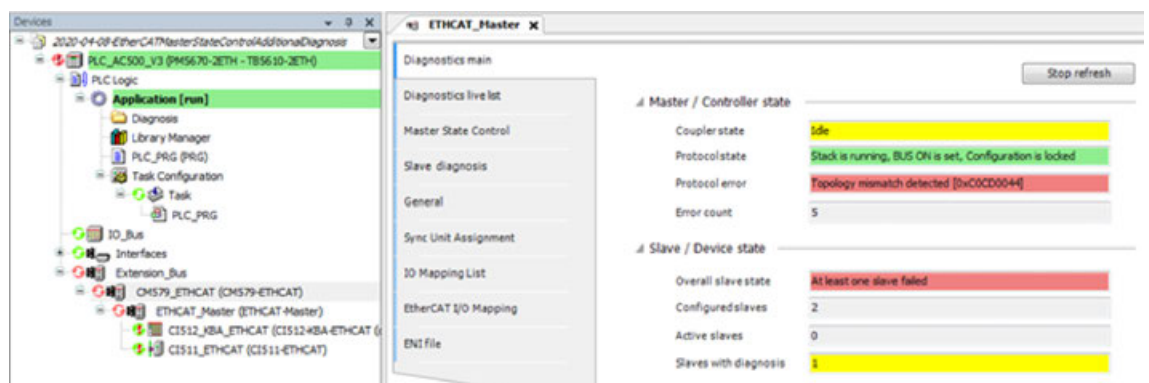 Devices
2020-04-08-EtherCATMasterStateControlAdditionalDiagnosis
PLC_AC500_V3 (PM5670-2ETH - TB5610-2ETH)
PLC Logic
Application [run]
Diagnosis
Library Manager
PLC_PRG (PRG)
Task Configuration
Task
PLC_PRG
IO_Bus
Interfaces
Extension_Bus
CM579_ETHCAT (CM579-ETHCAT)
ETHCAT_Master (ETHCAT-Master)
CI512_KBA_ETHCAT (CI512-KBA-ETHCAT (
CI511_ETHCAT (CI511-ETHCAT)
ETHCAT_Master
Diagnostics main
Diagnostics live list
Master State Control
Slave diagnosis
General
Sync Unit Assignment
IO Mapping List
EtherCAT I/O Mapping
ENI file
Stop refresh
Master / Controller state
Coupler state Idle
Protocol state Stack is running, BUS ON is set, Configuration is locked
Protocol error Topology mismatch detected [0xC0CD0044]
Error count 5
Slave / Device state
Overall slave state At least one slave failed
Configured slaves 2
Active slaves 0
Slaves with diagnosis 1